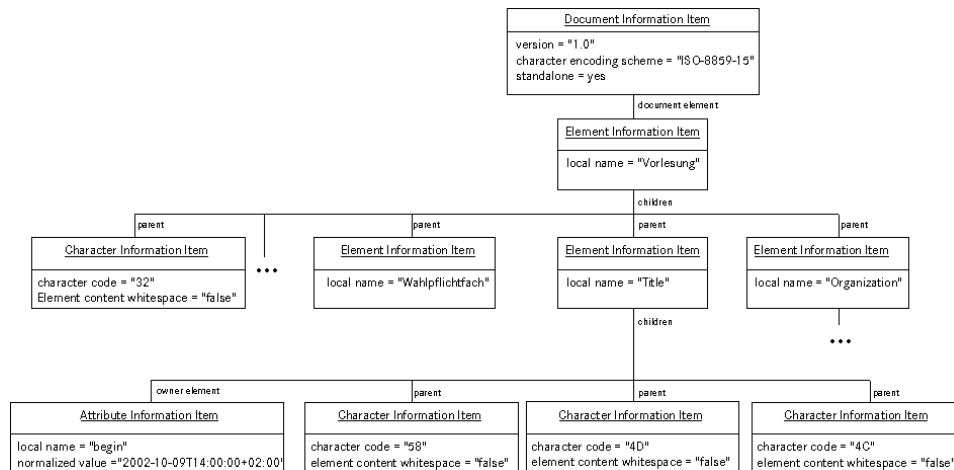 Document Information Item
version = "1.0"
character encoding scheme = "ISO-8859-15"
standalone = yes
document element
Element Information Item
local name = "Vorlesung"
children
parent
parent
parent
parent
Character Information Item
character code = "32"
Element content whitespace = "false"
...
Element Information Item
local name = "Wahlpflichtfach"
Element Information Item
local name = "Title"
Element Information Item
local name = "Organization"
children
...
owner element
parent
parent
parent
Attribute Information Item
local name = "begin"
normalized value ="2002-10-09T14:00:00+02:00"
Character Information Item
character code = "58"
element content whitespace = "false"
Character Information Item
character code = "4D"
element content whitespace = "false"
Character Information Item
character code = "4C"
element content whitespace = "false"